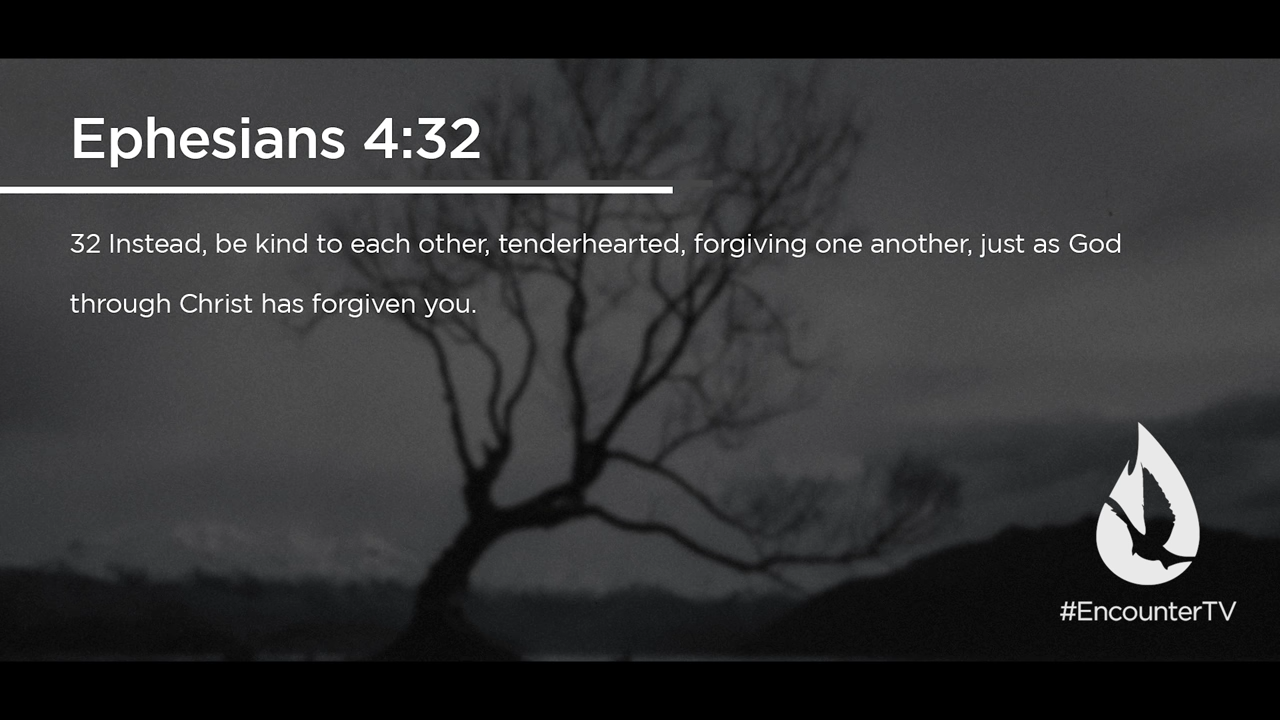 Ephesians 4:32
32 Instead, be kind to each other, tenderhearted, forgiving one another, just as God
through Christ has forgiven you.
#EncounterTV